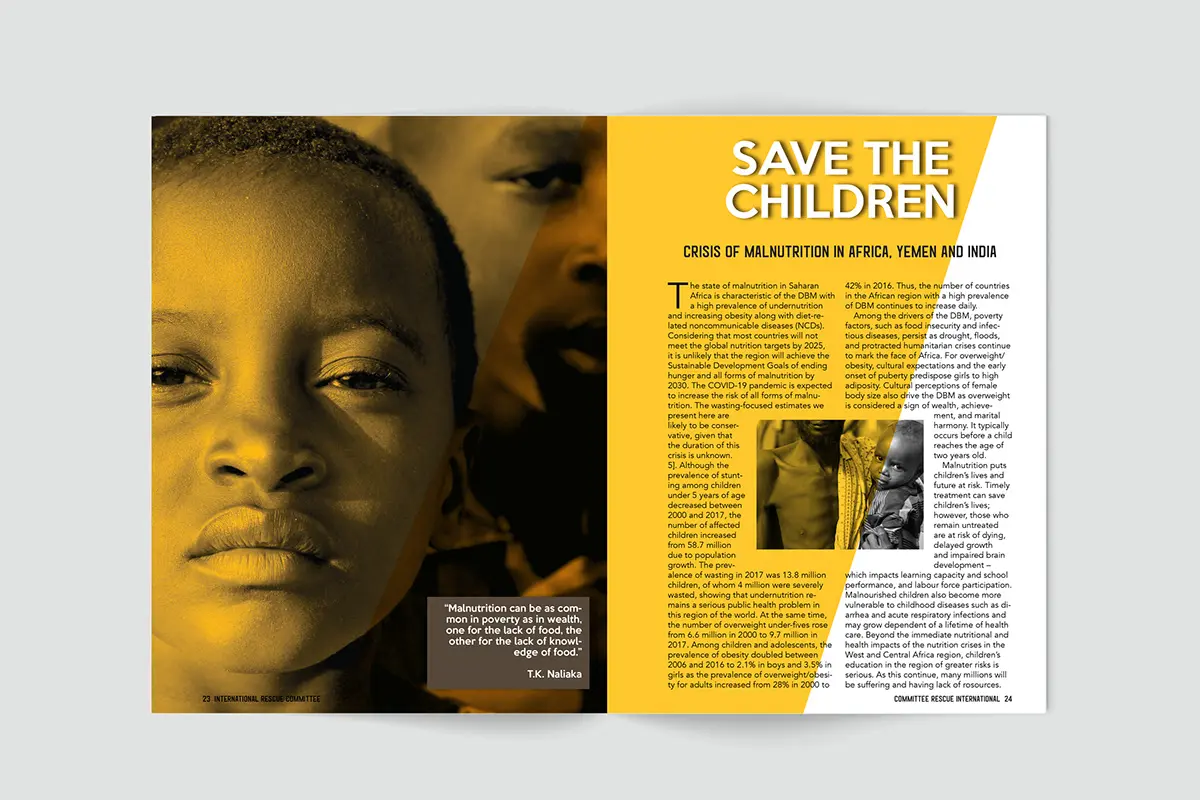 "Malnutrition can be as com-
mon in poverty as in wealth,
one for the lack of food, the
other for the lack of knowl-
edge of food."
T.K. Naliaka
23 INTERNATIONAL RESCUE COMMITTEE
SAVE THE
CHILDREN
CRISIS OF MALNUTRITION IN AFRICA, YEMEN AND INDIA
The state of malnutrition in Saharan
Africa is characteristic of the DBM with
a high prevalence of undernutrition
and increasing obesity along with diet-re-
lated noncommunicable diseases (NCDs).
Considering that most countries will not
meet the global nutrition targets by 2025,
it is unlikely that the region will achieve the
Sustainable Development Goals of ending
hunger and all forms of malnutrition by
2030. The COVID-19 pandemic is expected
to increase the risk of all forms of malnu-
trition. The wasting-focused estimates we
present here are
likely to be conser-
vative, given that
the duration of this
crisis is unknown.
5]. Although the
prevalence of stunt-
ing among children
under 5 years of age
decreased between
2000 and 2017, the
number of affected
children increased
from 58.7 million
due to population
growth. The prev-
alence of wasting in 2017 was 13.8 million
children, of whom 4 million were severely
wasted, showing that undernutrition re-
mains a serious public health problem in
this region of the world. At the same time,
the number of overweight under-fives rose
from 6.6 million in 2000 to 9.7 million in
2017. Among children and adolescents, the
prevalence of obesity doubled between
2006 and 2016 to 2.1% in boys and 3.5% in
girls as the prevalence of overweight/obesi-
ty for adults increased from 28% in 2000 to
42% in 2016. Thus, the number of countries
in the African region with a high prevalence
of DBM continues to increase daily.
Among the drivers of the DBM, poverty
factors, such as food insecurity and infec-
tious diseases, persist as drought, floods,
and protracted humanitarian crises continue
to mark the face of Africa. For overweight/
obesity, cultural expectations and the early
onset of puberty predispose girls to high
adiposity. Cultural perceptions of female
body size also drive the DBM as overweight
is considered a sign of wealth, achieve-
ment, and marital
harmony. It typically
occurs before a child
reaches the age of
two years old.
Malnutrition puts
children's lives and
future at risk. Timely
treatment can save
children's lives;
however, those who
remain untreated
are at risk of dying,
delayed growth
and impaired brain
development –
which impacts learning capacity and school
performance, and labour force participation.
Malnourished children also become more
vulnerable to childhood diseases such as di-
arrhea and acute respiratory infections and
may grow dependent of a lifetime of health
care. Beyond the immediate nutritional and
health impacts of the nutrition crises in the
West and Central Africa region, children's
education in the region of greater risks is
serious. As this continue, many millions will
be suffering and having lack of rosources.
COMMITTEE RESCUE INTERNATIONAL 24